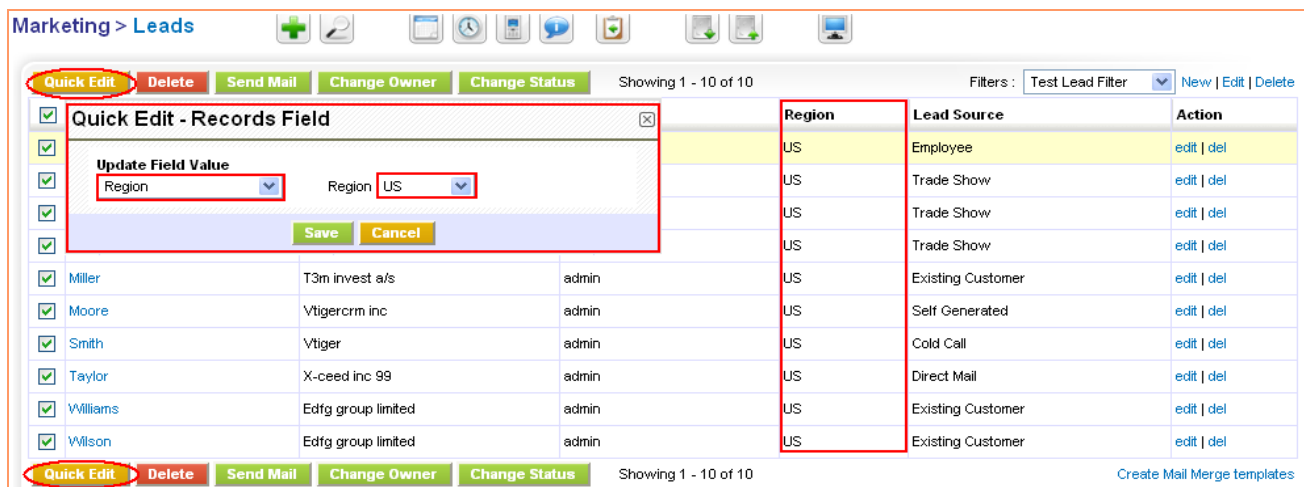 Marketing > Leads
Quick Edit Delete Send Mail Change Owner Change Status Showing 1 - 10 of 10 Filters : Test Lead Filter New | Edit | Delete
Quick Edit - Records Field Region Lead Source Action
US Employee edit | del
Update Field Value
Region Region US
US Trade Show edit | del
US Trade Show edit | del
Save Cancel
US Trade Show edit | del
Miller T3m invest a/s admin US Existing Customer edit | del
Moore Vtigercrm inc admin US Self Generated edit | del
Smith Vtiger admin US Cold Call edit | del
Taylor X-ceed inc 99 admin US Direct Mail edit | del
Williams Edfg group limited admin US Existing Customer edit | del
Wilson Edfg group limited admin US Existing Customer edit | del
Quick Edit Delete Send Mail Change Owner Change Status Showing 1 - 10 of 10 Create Mail Merge templates